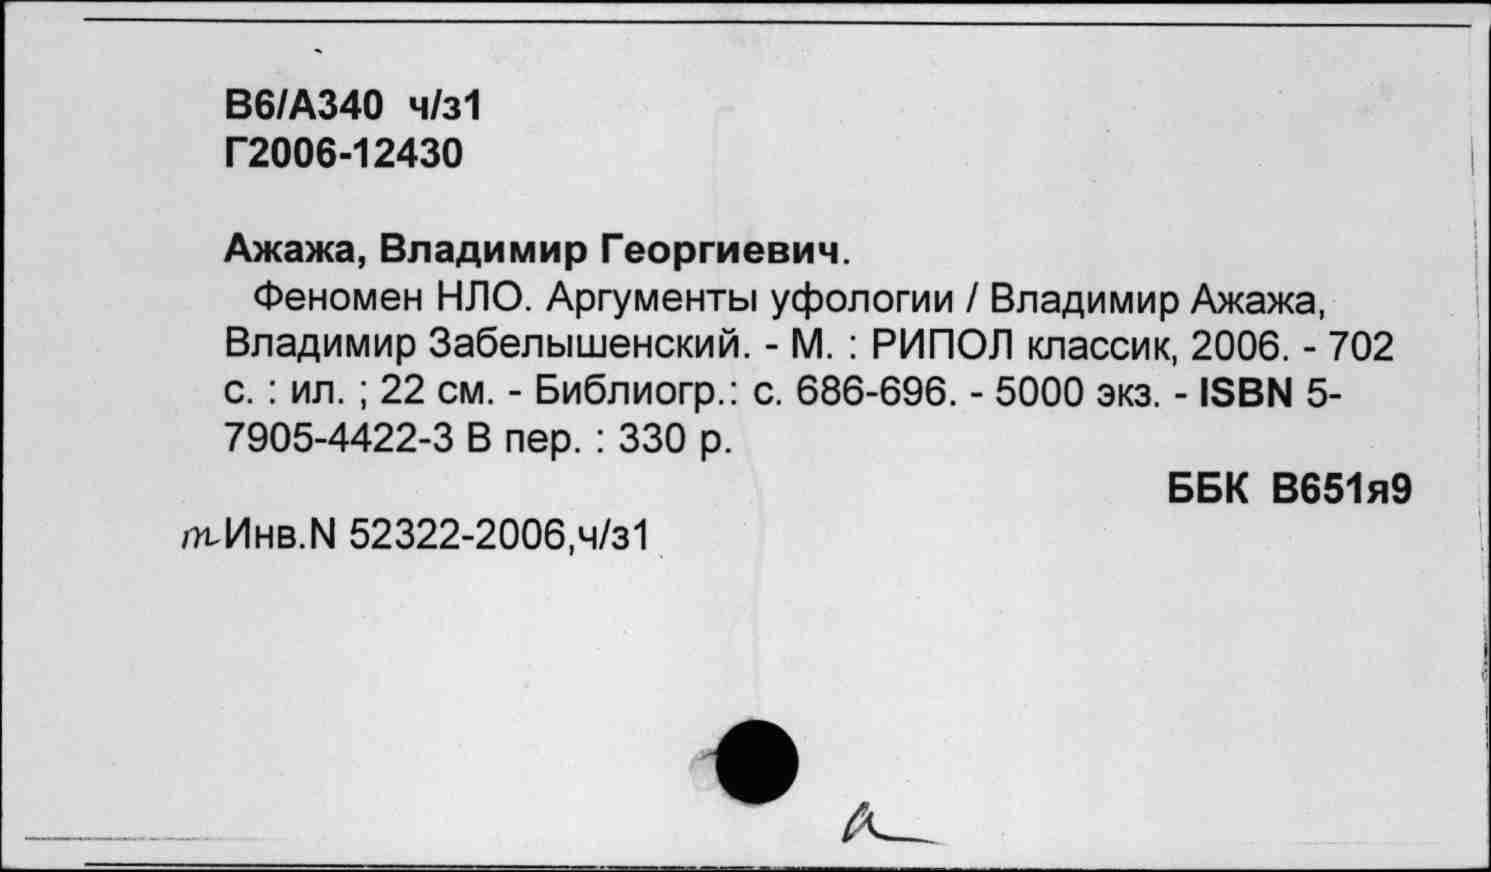 В6/А340 ч/з1
Г2006-12430
Ажажа, Владимир Георгиевич.
Феномен НЛО. Аргументы уфологии / Владимир Ажажа,
Владимир Забелышенский. - М. : РИПОЛ классик, 2006. - 702
с. : ил. ; 22 см. - Библиогр.: с. 686-696. - 5000 экз. - ISBN 5-
7905-4422-3 В пер. : 330 р.
ББК В651я9
Инв.N 52322-2006,ч/з1